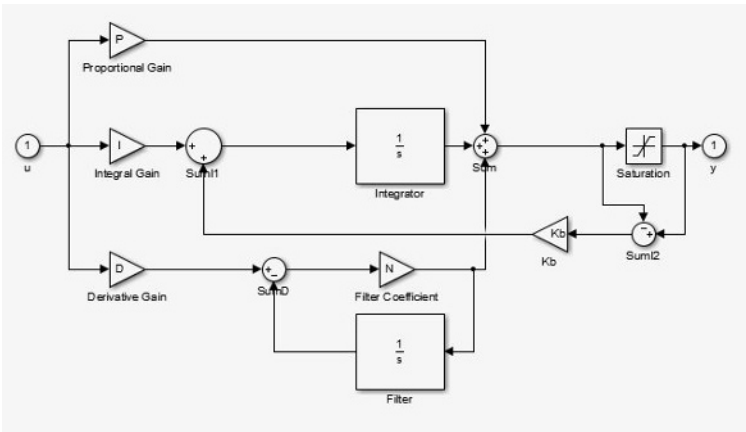 P
Proportional Gain
1
u
I
Integral Gain
+
+
SumI1
1
s
Integrator
+
+
+
Sum
Saturation
1
y
Kb
Kb
−
+
SumI2
D
Derivative Gain
+
−
SumD
N
Filter Coefficient
1
s
Filter